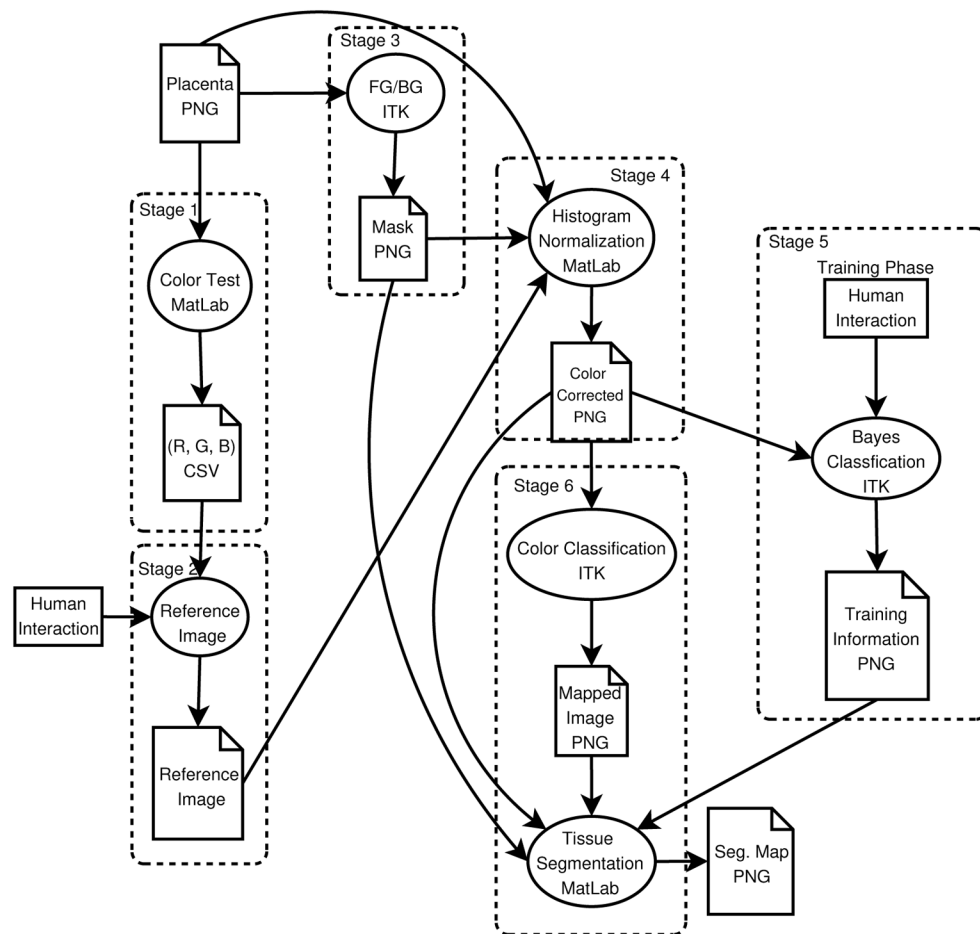 Stage 3
Placenta
PNG
FG/BG
ITK
Stage 1
Mask
PNG
Stage 4
Histogram
Normalization
MatLab
Stage 5
Training Phase
Human
Interaction
Color Test
MatLab
Color
Corrected
PNG
(R, G, B)
CSV
Bayes
Classfication
ITK
Stage 6
Color Classification
ITK
Stage 2
Human
Interaction
Reference
Image
Training
Information
PNG
Mapped
Image
PNG
Reference
Image
Tissue
Segmentation
MatLab
Seg. Map
PNG